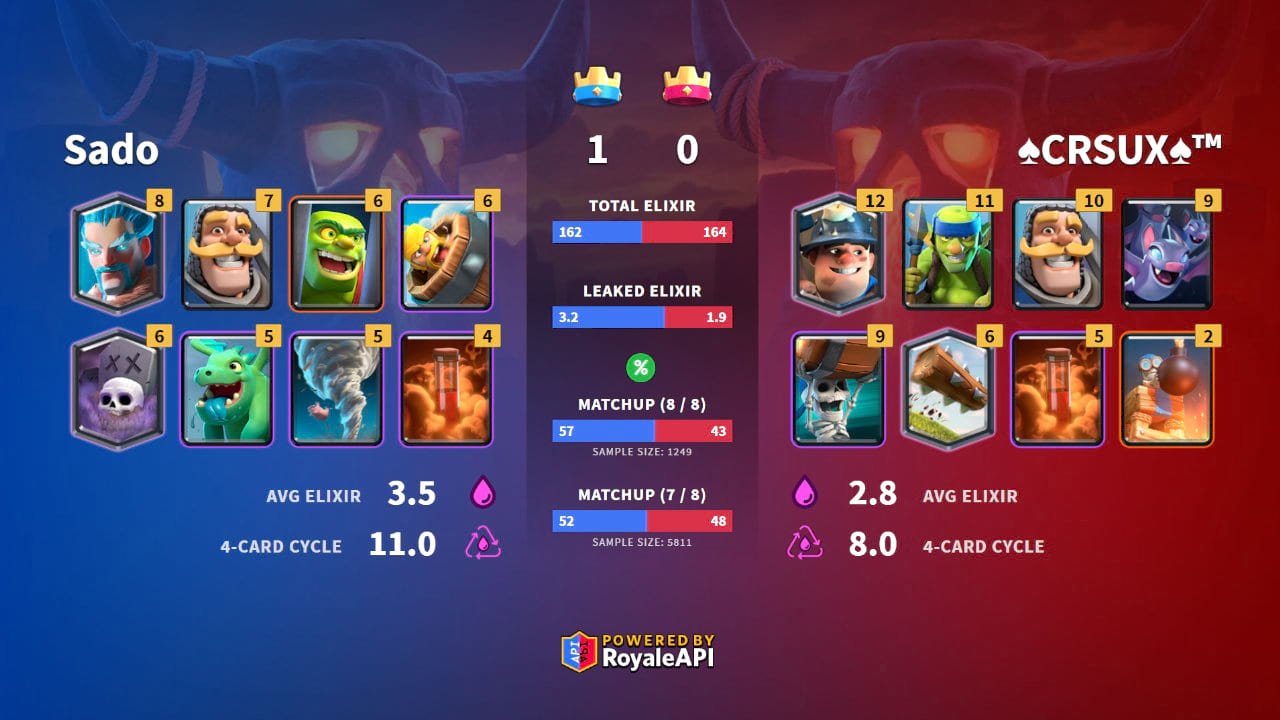 Sado
1 0
♠CRSUX♠™
8 7 6 6
12 11 10 9
TOTAL ELIXIR
162 164
LEAKED ELIXIR
3.2 1.9
6 5 5 4
9 6 5 2
%
MATCHUP (8 / 8)
57 43
SAMPLE SIZE: 1249
AVG ELIXIR 3.5
MATCHUP (7 / 8)
52 48
SAMPLE SIZE: 5811
2.8 AVG ELIXIR
4-CARD CYCLE 11.0
8.0 4-CARD CYCLE
API
POWERED BY
RoyaleAPI